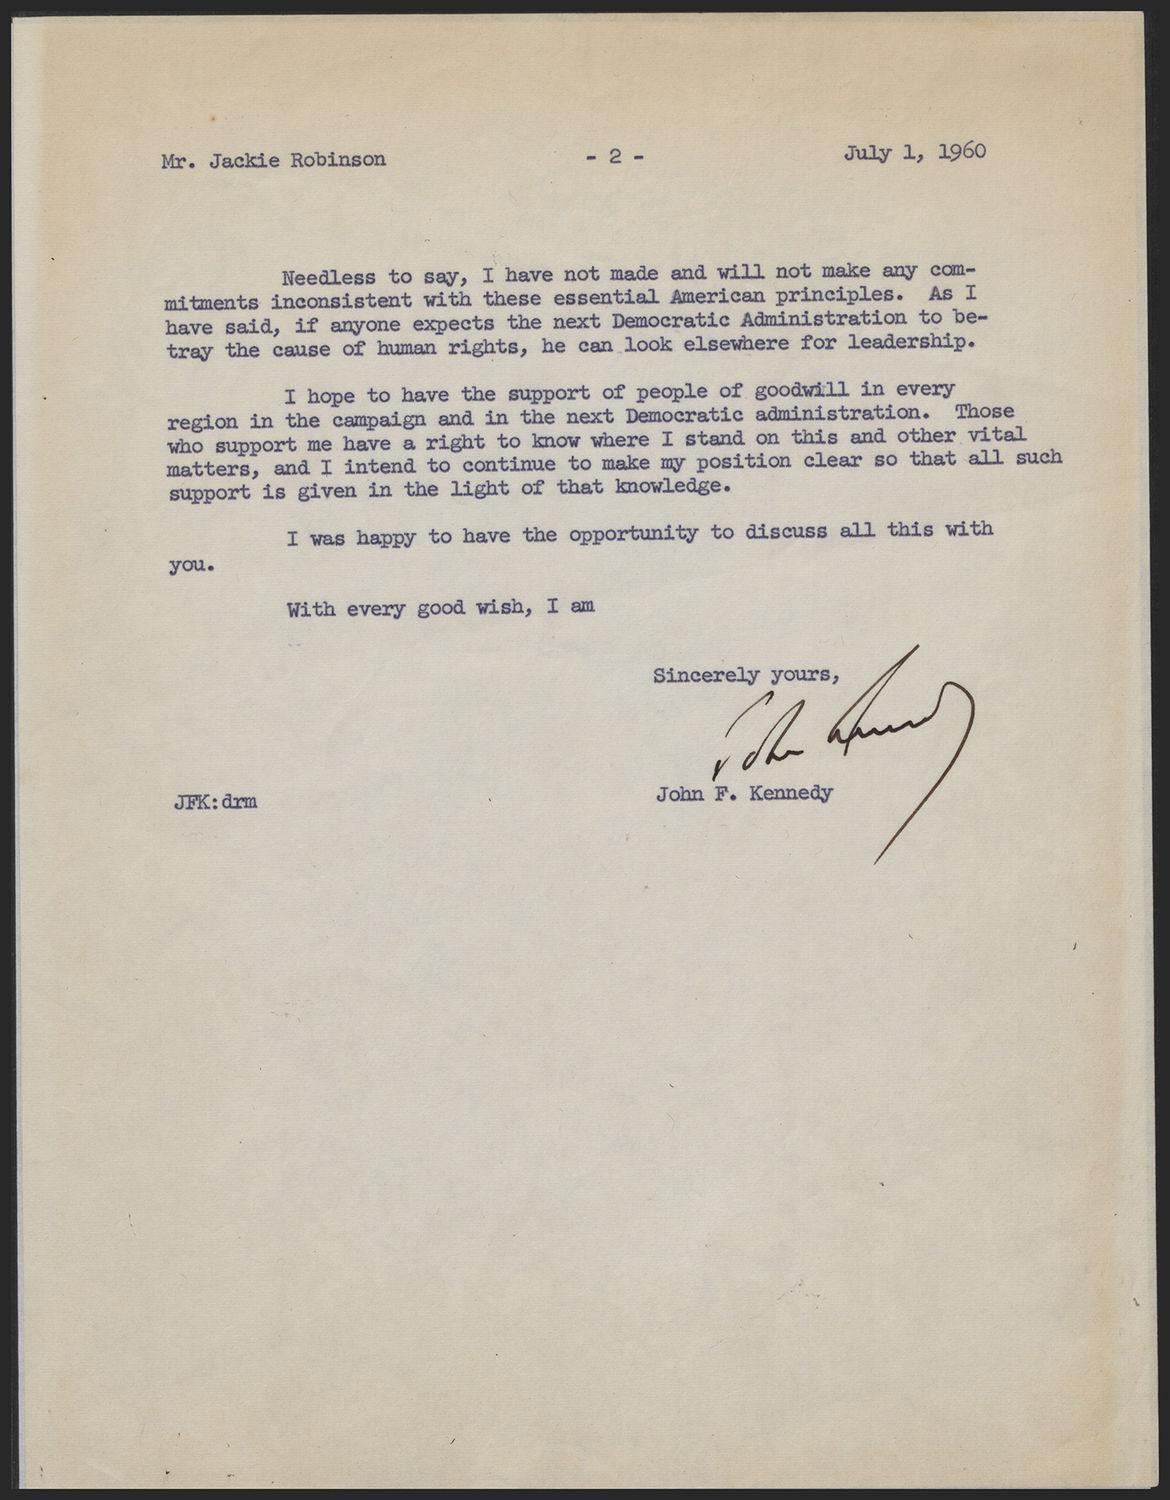 Mr. Jackie Robinson - 2 - July 1, 1960
Needless to say, I have not made and will not make any com-
mitments inconsistent with these essential American principles. As I
have said, if anyone expects the next Democratic Administration to be-
tray the cause of human rights, he can look elsewhere for leadership.
I hope to have the support of people of goodwill in every
region in the campaign and in the next Democratic administration. Those
who support me have a right to know where I stand on this and other vital
matters, and I intend to continue to make my position clear so that all such
support is given in the light of that knowledge.
I was happy to have the opportunity to discuss all this with
you.
With every good wish, I am
Sincerely yours,
John Kennedy
John F. Kennedy
JFK:drm